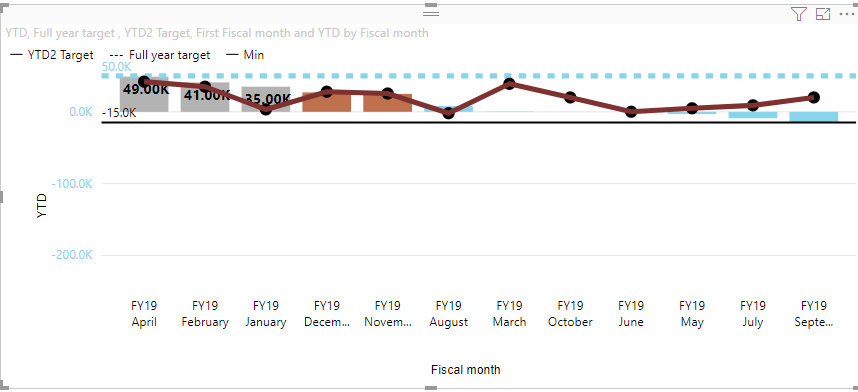 YTD, Full year target , YTD2 Target, First Fiscal month and YTD by Fiscal month
YTD2 Target Full year target Min
50.0K
49.00K 41.00K 35.00K
0.0K
-15.0K
-100.0K
YTD
-200.0K
FY19 FY19 FY19 FY19 FY19 FY19 FY19 FY19 FY19 FY19 FY19 FY19
April February January Decem... Novem... August March October June May July Septe...
Fiscal month